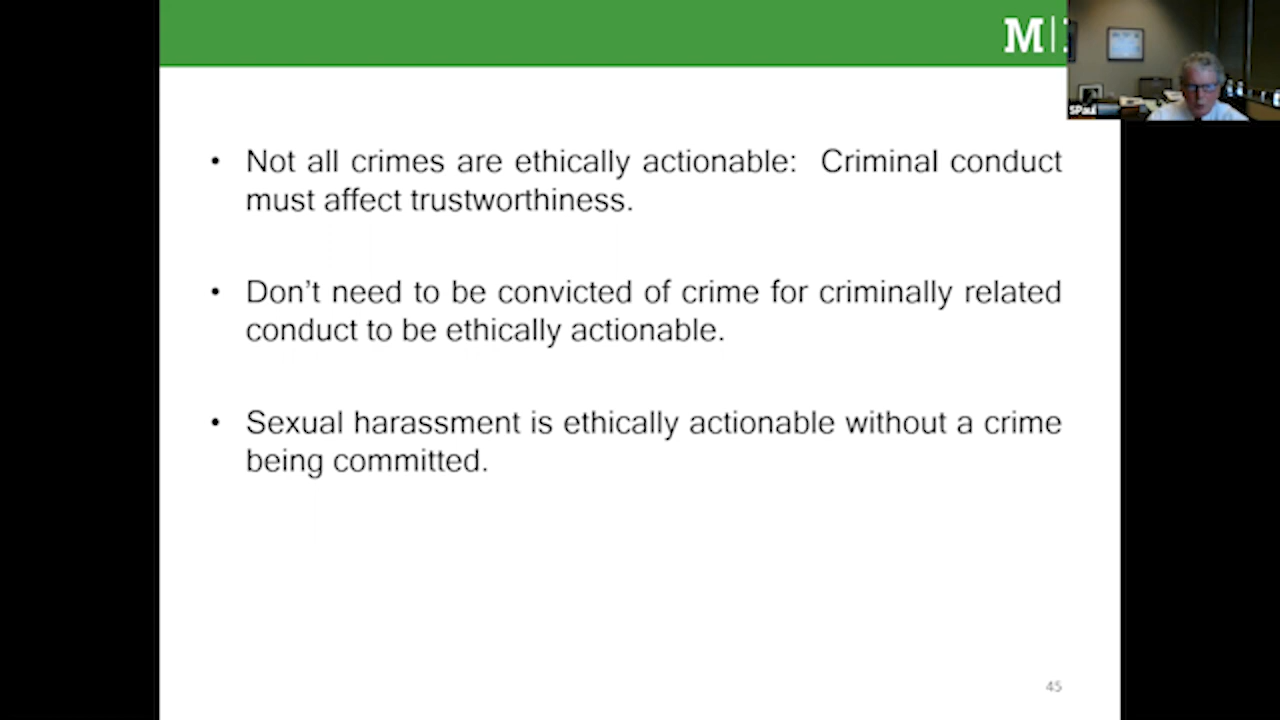 M|
SPaul
• Not all crimes are ethically actionable:  Criminal conduct
must affect trustworthiness.
• Don’t need to be convicted of crime for criminally related
conduct to be ethically actionable.
• Sexual harassment is ethically actionable without a crime
being committed.
45